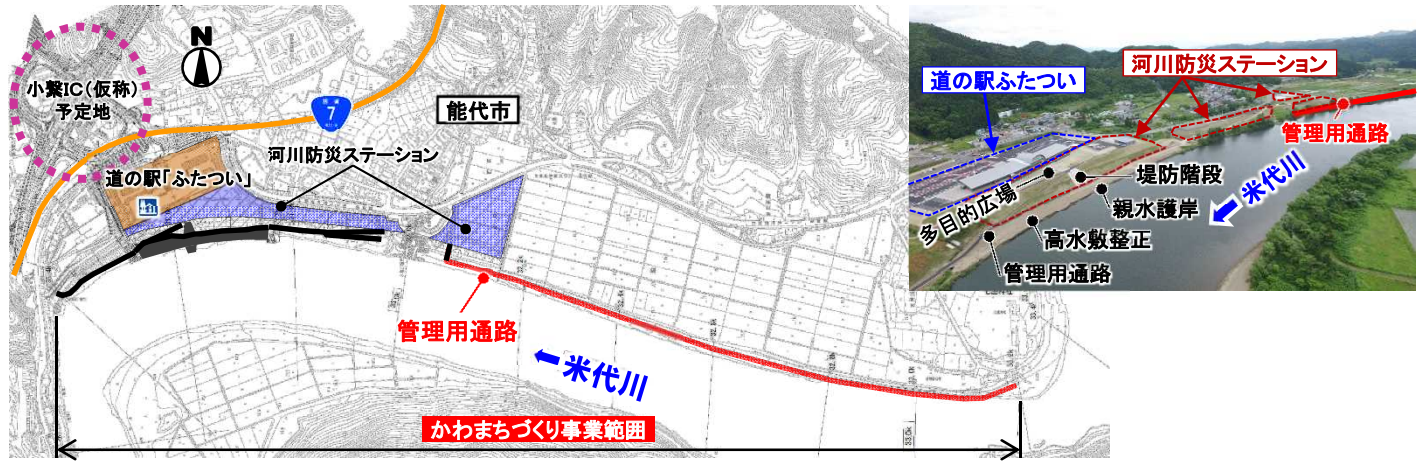 N
小繋IC(仮称)
予定地
7
能代市
河川防災ステーション
道の駅「ふたつい」
管理用通路
米代川
かわまちづくり事業範囲
33.0k
河川防災ステーション
道の駅ふたつい
管理用通路
堤防階段
米代川
多目的広場
親水護岸
高水敷整正
管理用通路